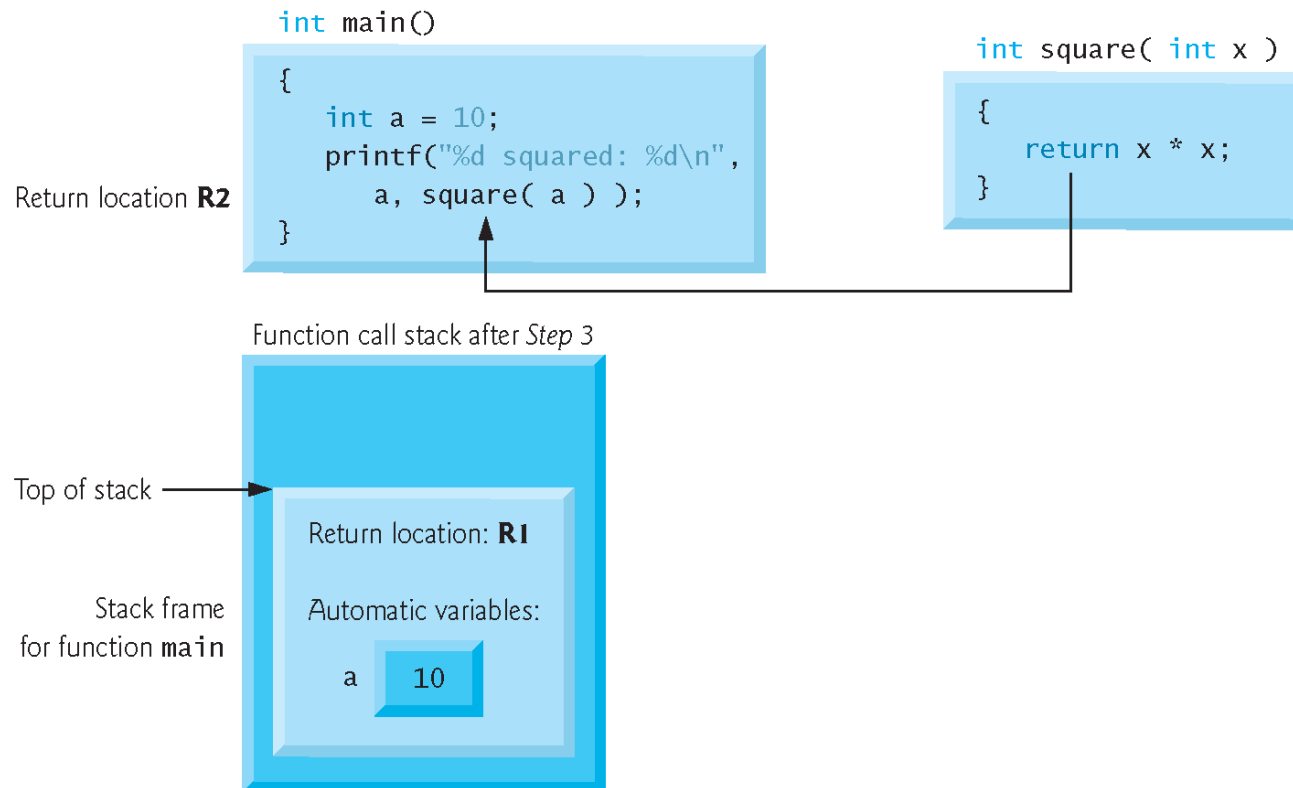 int main()
{
int a = 10;
printf("%d squared: %d\n",
a, square( a ) );
}
Return location R2
int square( int x )
{
return x * x;
}
Function call stack after Step 3
Top of stack
Return location: R1
Stack frame
for function main
Automatic variables:
a 10